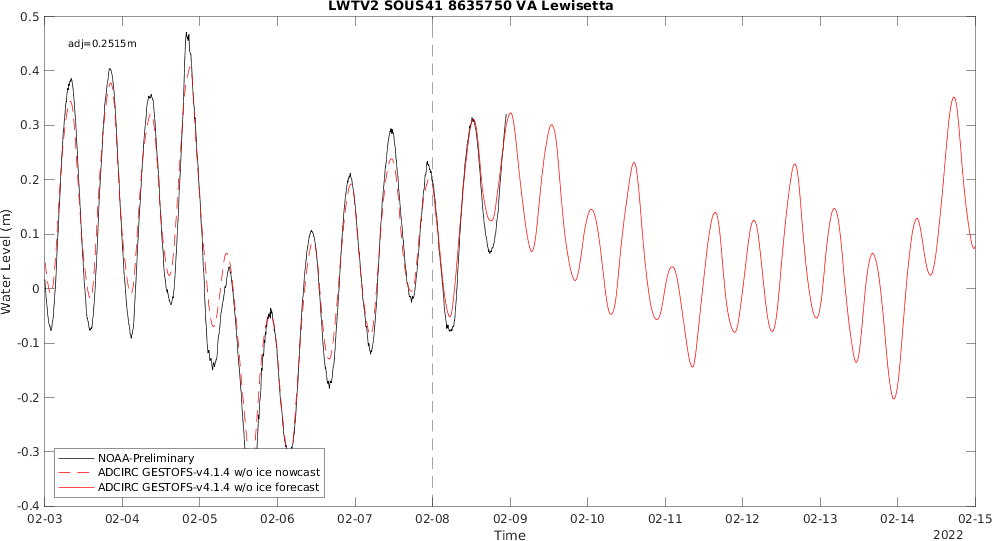 LWTV2 SOUS41 8635750 VA Lewisetta
adj=0.2515m
0.5
0.4
0.3
0.2
0.1
0
-0.1
-0.2
-0.3
-0.4
Water Level (m)
NOAA-Preliminary
ADCIRC GESTOFS-v4.1.4 w/o ice nowcast
ADCIRC GESTOFS-v4.1.4 w/o ice forecast
02-03 02-04 02-05 02-06 02-07 02-08 02-09 02-10 02-11 02-12 02-13 02-14 02-15
Time
2022